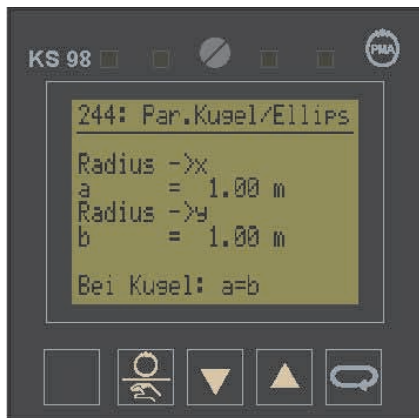 KS 98
PMA
244: Par.Kugel/Ellips
Radius ->x
a = 1.00 m
Radius ->y
b = 1.00 m
Bei Kugel: a=b